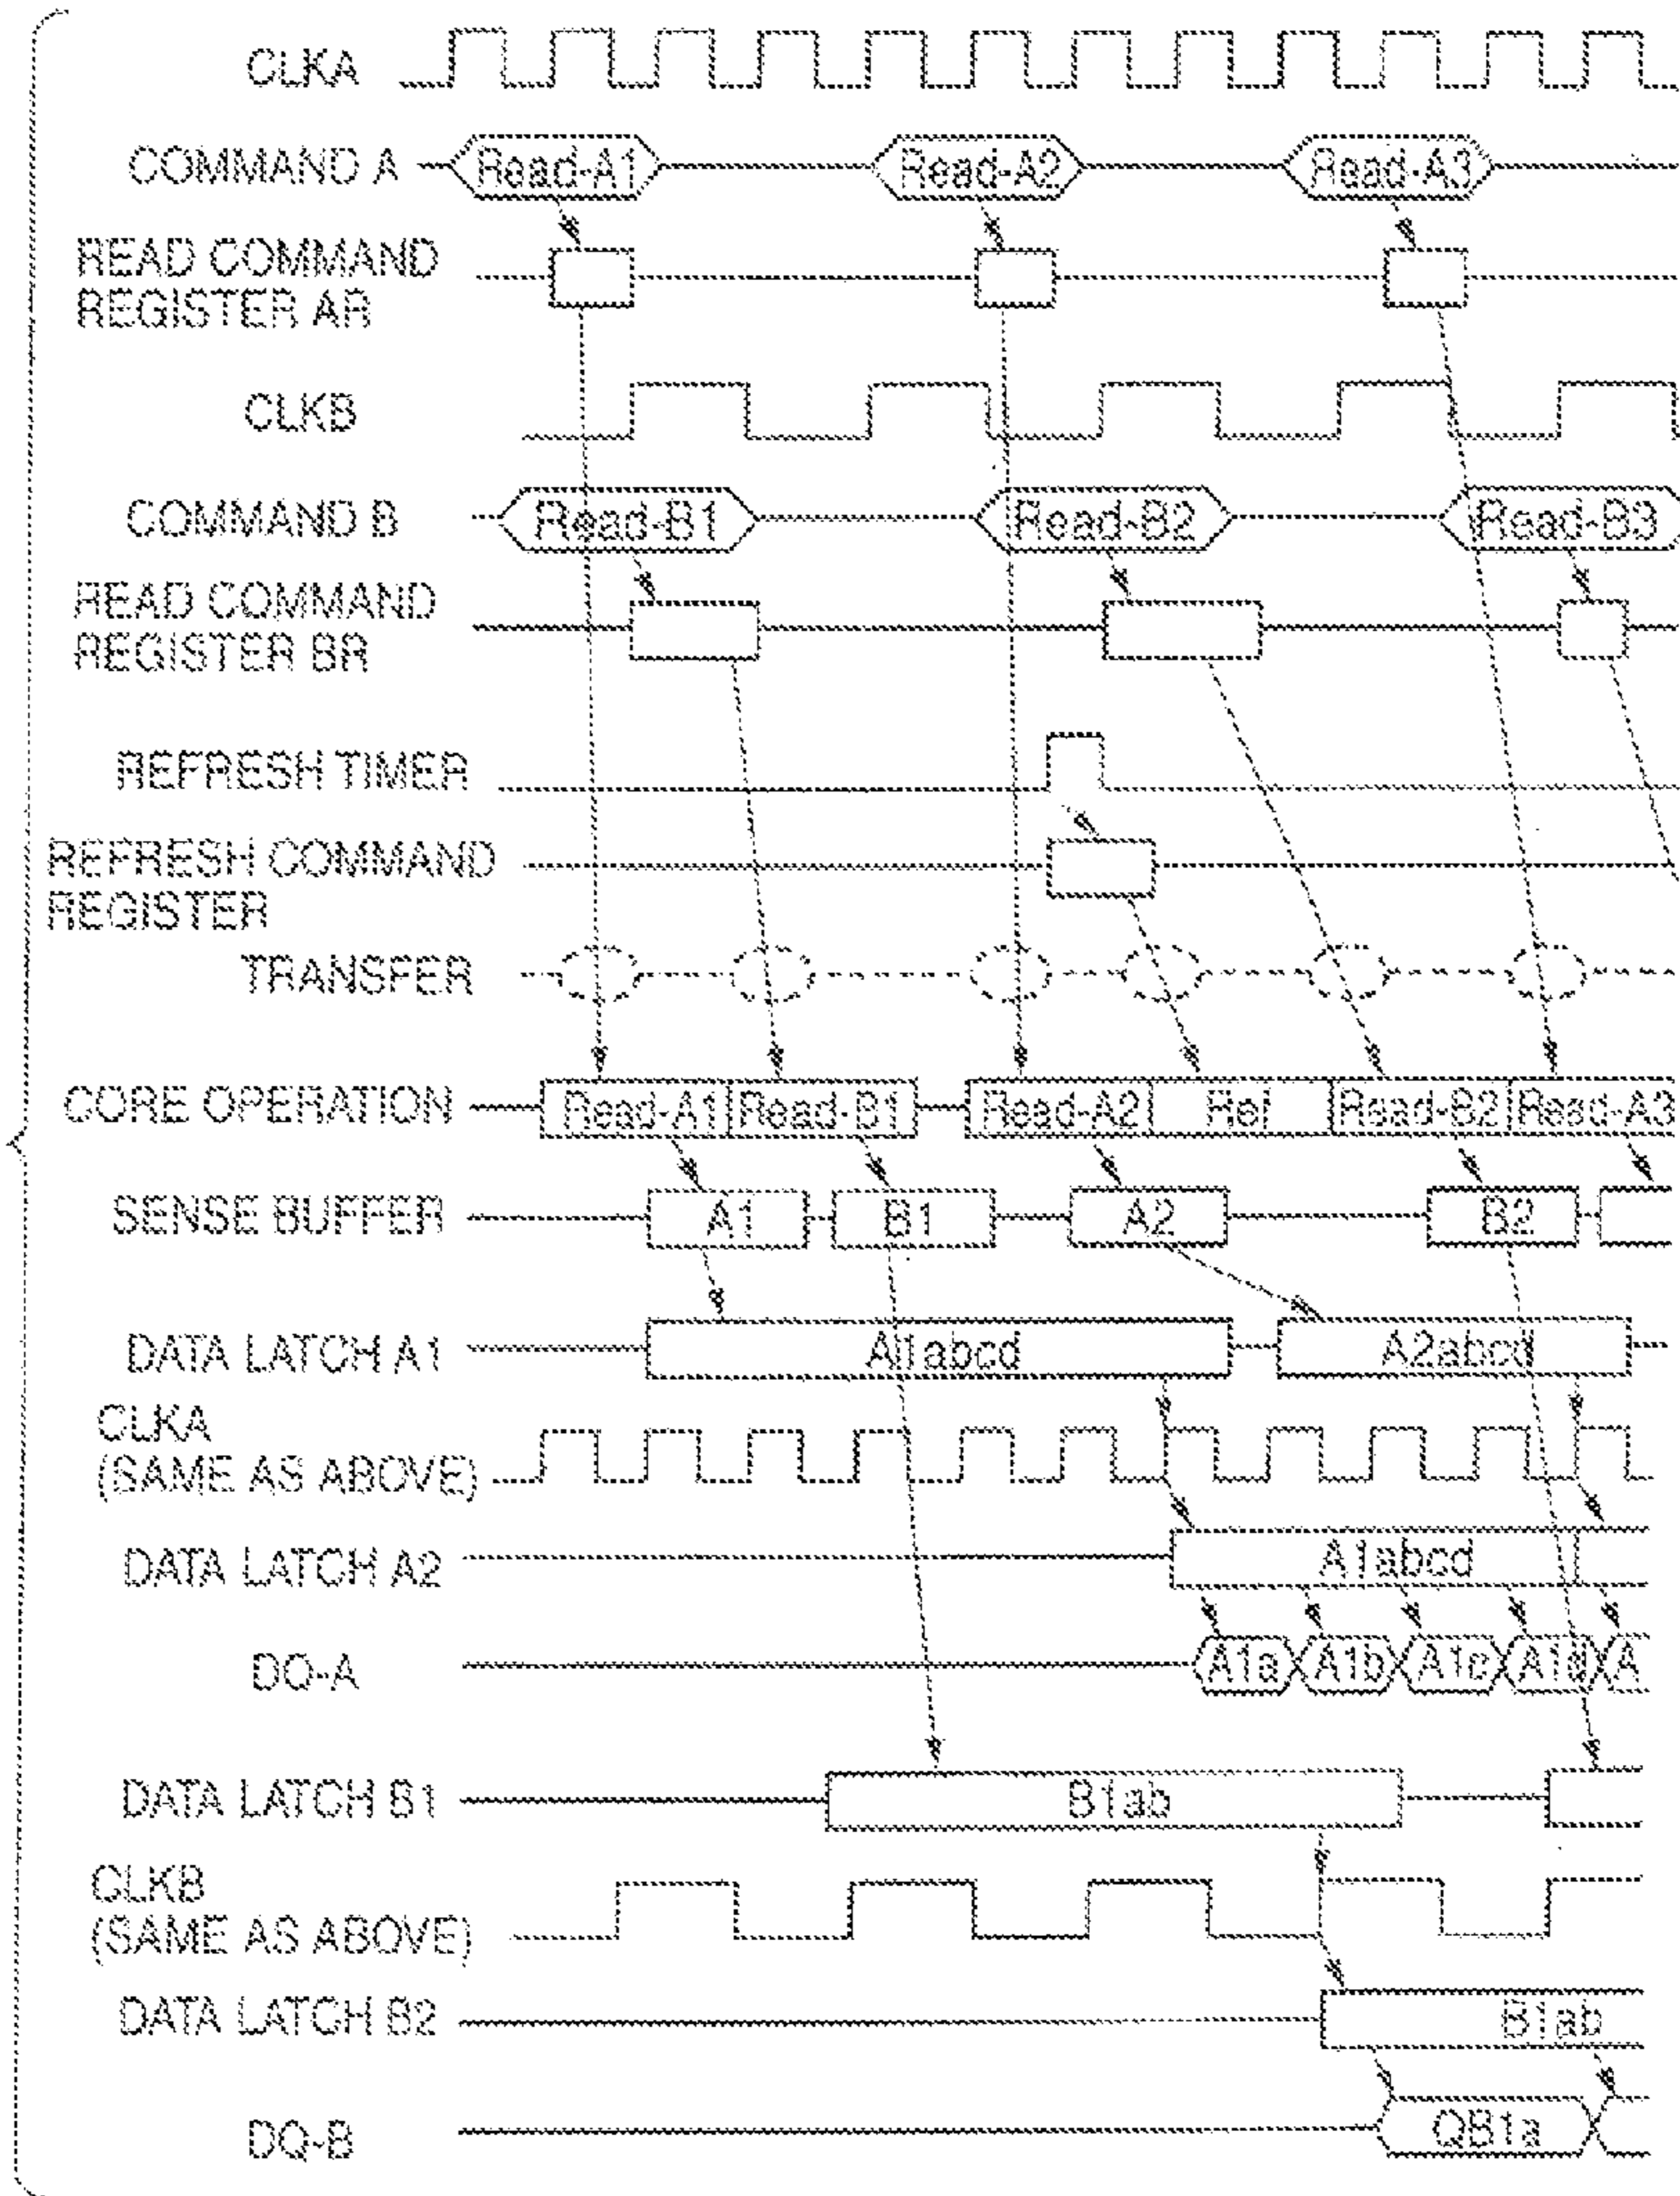 CLKA
COMMAND A Read-A1 Read-A2 Read-A3
READ COMMAND
REGISTER AR
CLKB
COMMAND B Read-B1 Read-B2 Read-B3
READ COMMAND
REGISTER BR
REFRESH TIMER
REFRESH COMMAND
REGISTER
TRANSFER
CORE OPERATION Read-A1 Read-B1 Read-A2 Ref Read-B2 Read-A3
SENSE BUFFER A1 B1 A2 B2
DATA LATCH A1 A1abcd A2abcd
CLKA
(SAME AS ABOVE)
DATA LATCH A2 A1abcd
DQ-A A1a A1b A1c A1d A
DATA LATCH B1 B1ab
CLKB
(SAME AS ABOVE)
DATA LATCH B2 B1ab
DQ-B QB1a